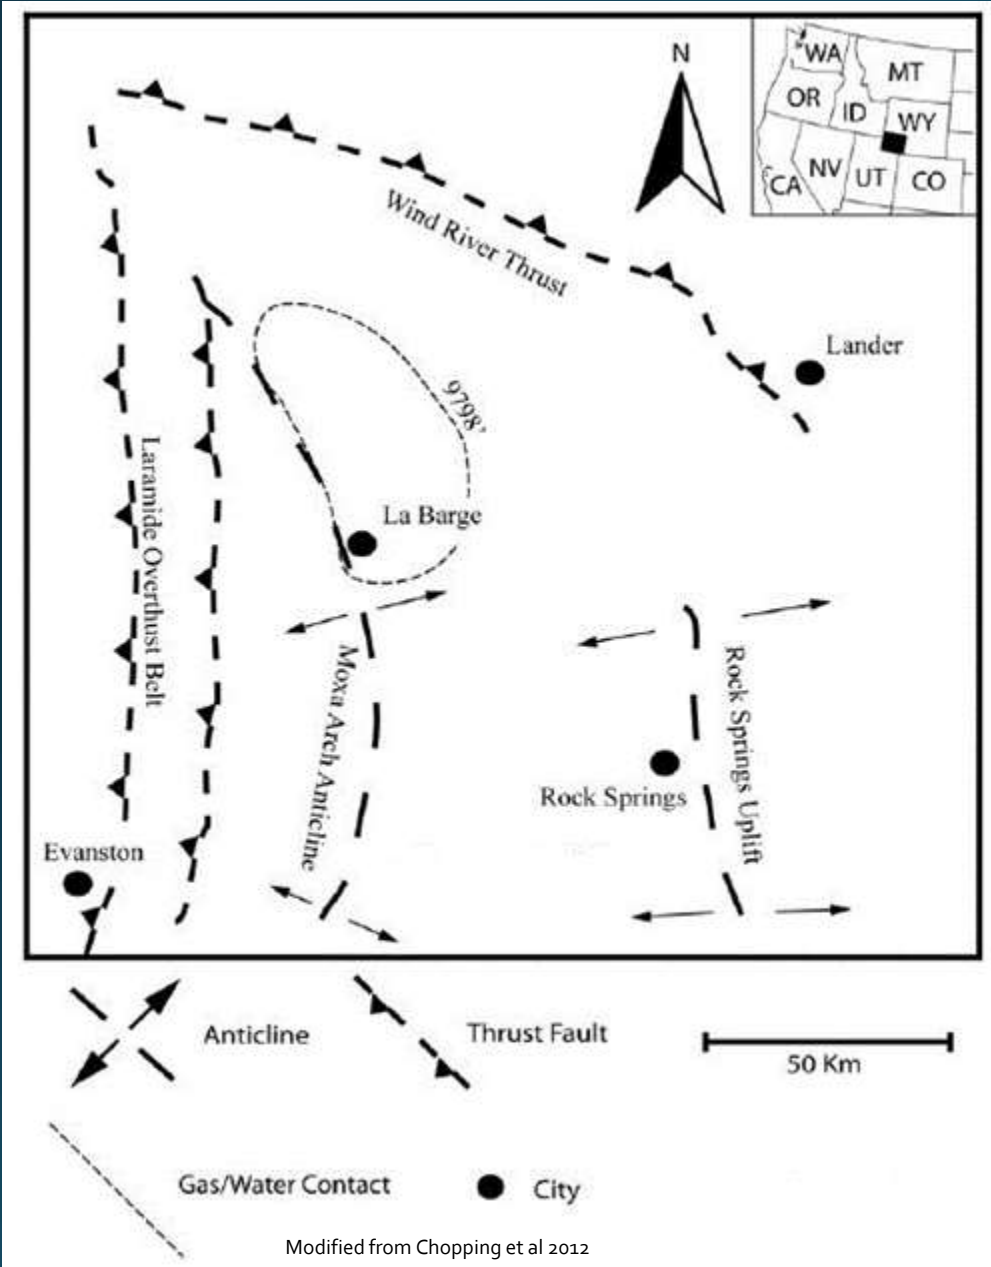 N
WA
MT
OR
ID
WY
NV
UT
CO
CA
Wind River Thrust
Lander
9798'
Laramide Overthust Belt
La Barge
Moxa Arch Anticline
Rock Springs Uplift
Rock Springs
Evanston
Anticline
Thrust Fault
50 Km
Gas/Water Contact
City
Modified from Chopping et al 2012